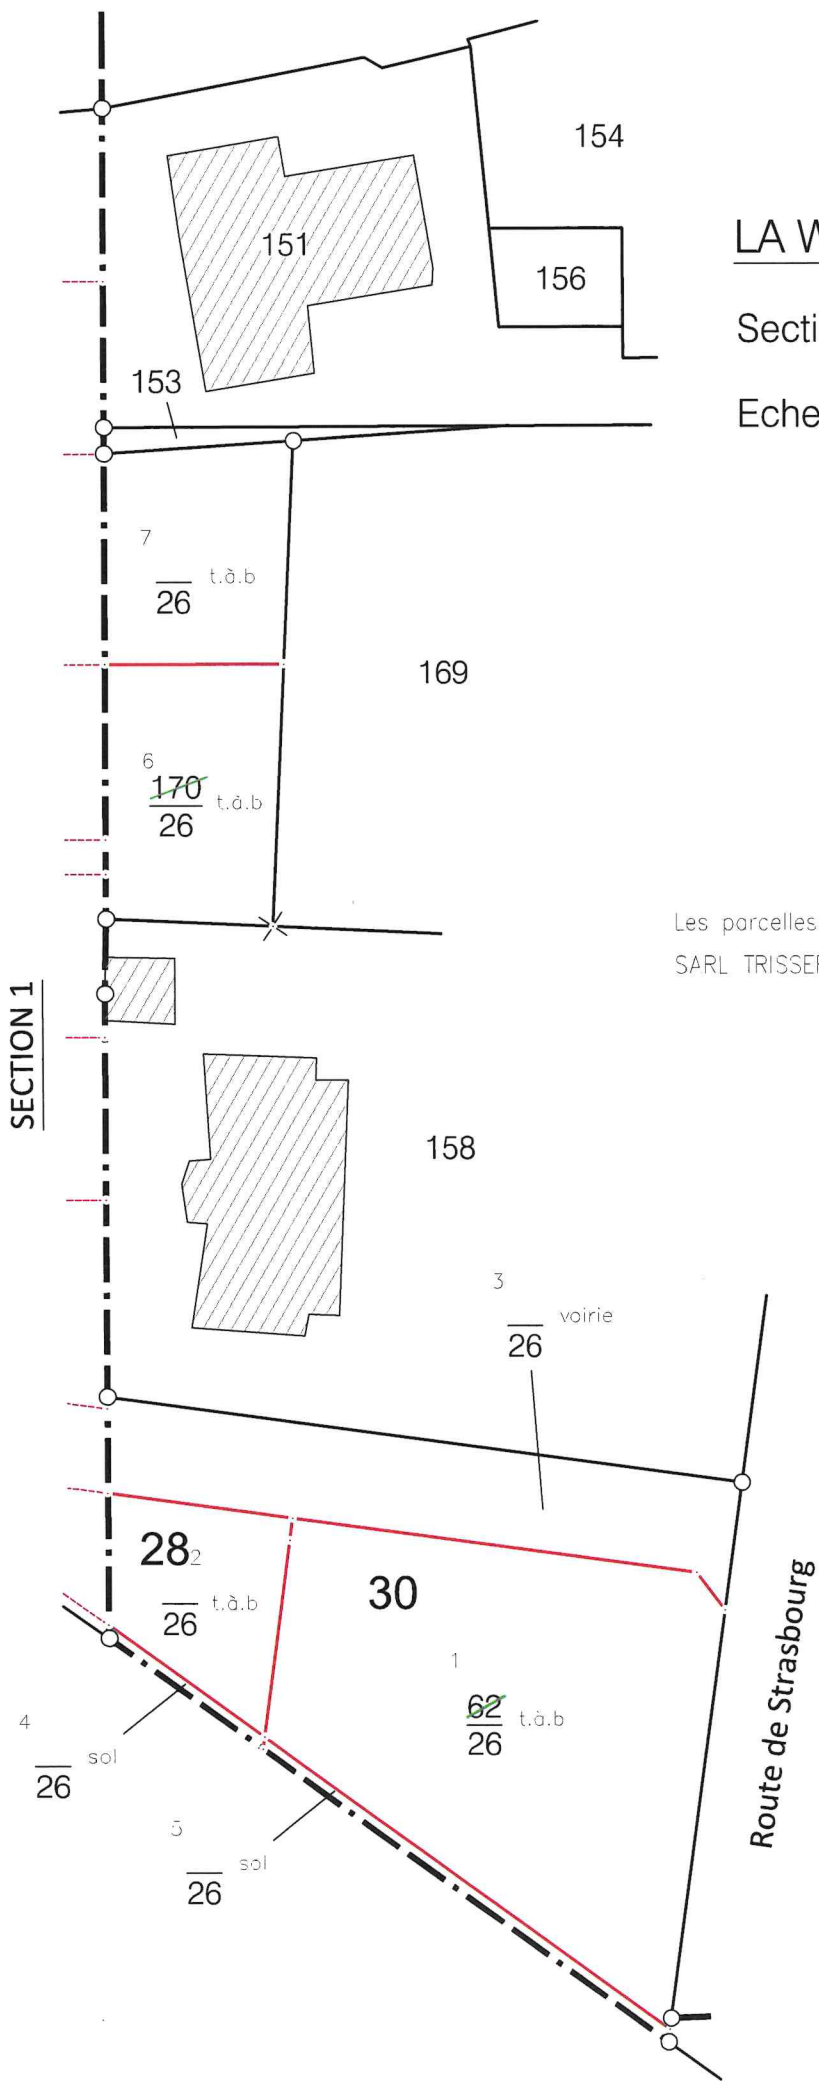 154
151
LA W
156
Secti
153
Eche
7
26 t.à.b
169
6
170
26 t.à.b
Les parcelles
SARL TRISSE
SECTION 1
158
3
26 voirie
28 2
26 t.à.b
30
1
62
26 t.à.b
Route de Strasbourg
4
26 sol
5
26 sol